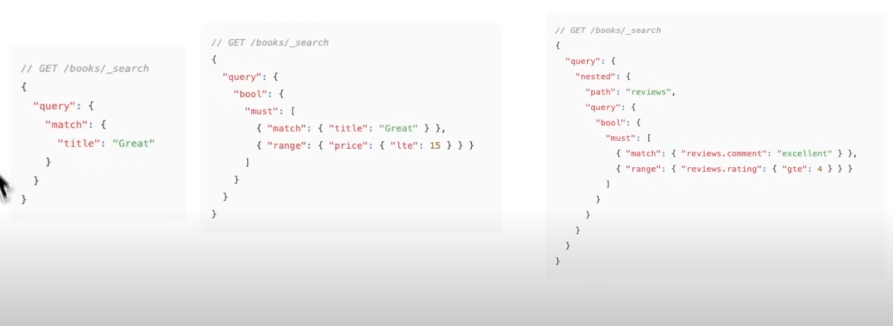 // GET /books/_search
{
  "query": {
    "match": {
      "title": "Great"
    }
  }
}
// GET /books/_search
{
  "query": {
    "bool": {
      "must": [
        { "match": { "title": "Great" } },
        { "range": { "price": { "lte": 15 } } }
      ]
    }
  }
}
// GET /books/_search
{
  "query": {
    "nested": {
      "path": "reviews",
      "query": {
        "bool": {
          "must": [
            { "match": { "reviews.comment": "excellent" } },
            { "range": { "reviews.rating": { "gte": 4 } } }
          ]
        }
      }
    }
  }
}